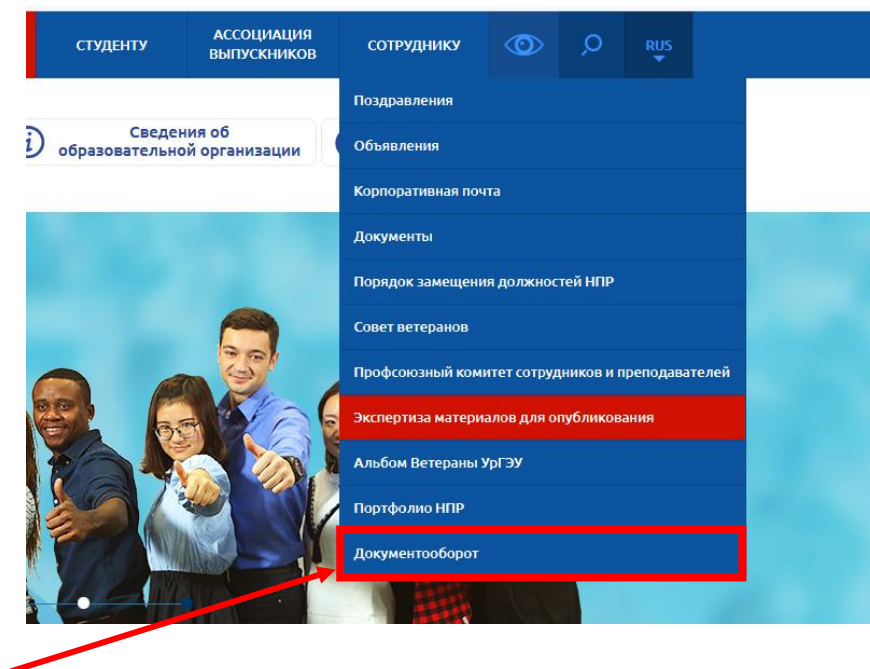 СТУДЕНТУ
АССОЦИАЦИЯ
ВЫПУСКНИКОВ
СОТРУДНИКУ
RUS
Сведения об
образовательной организации
Поздравления
Объявления
Корпоративная почта
Документы
Порядок замещения должностей НПР
Совет ветеранов
Профсоюзный комитет сотрудников и преподавателей
Экспертиза материалов для опубликования
Альбом Ветераны УрГЭУ
Портфолио НПР
Документооборот